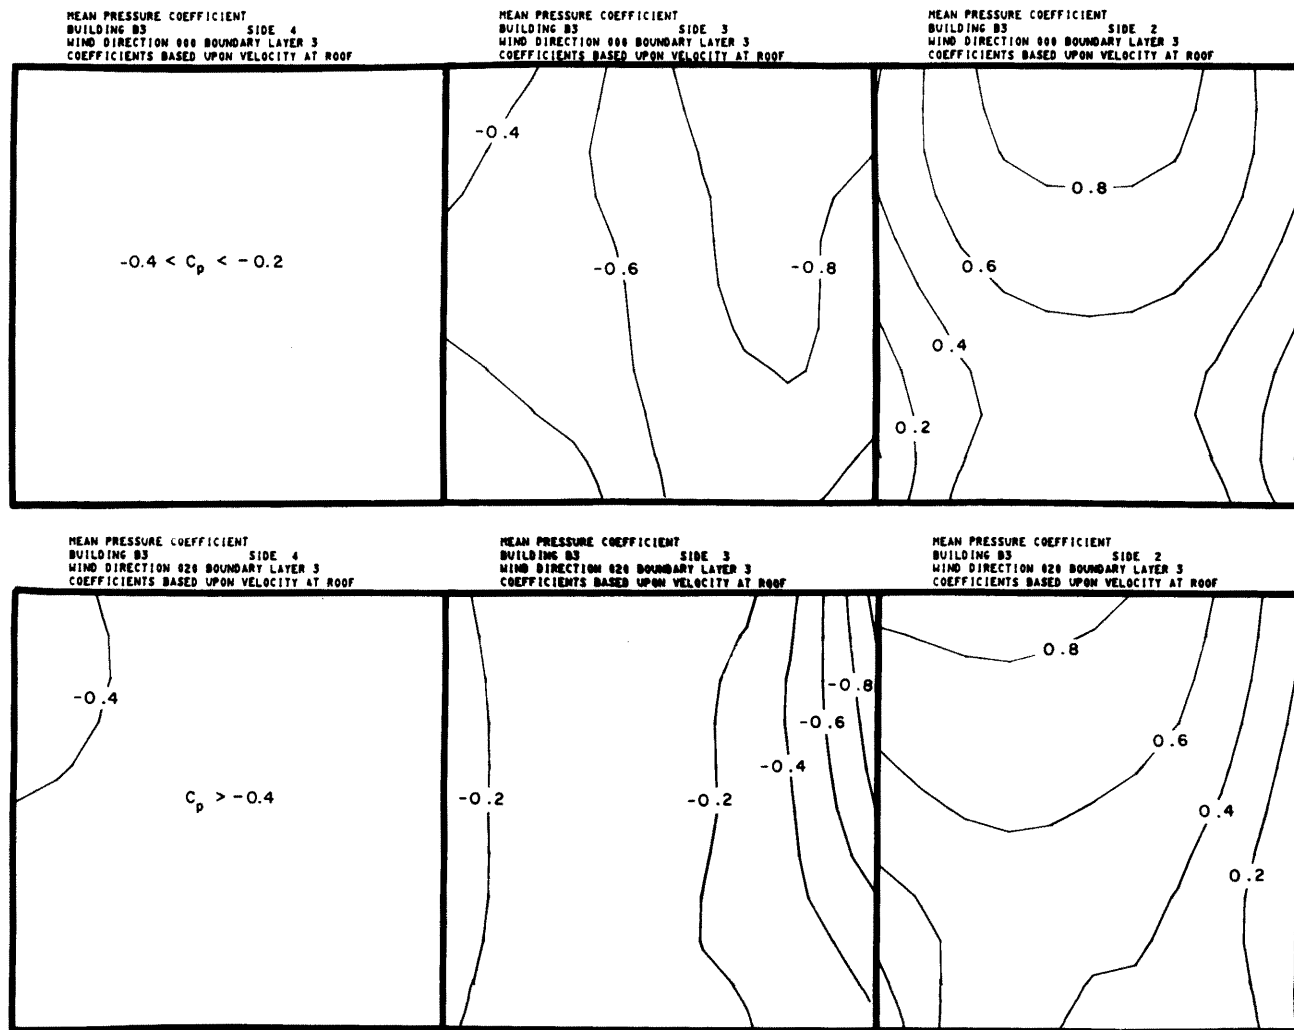 MEAN PRESSURE COEFFICIENT
BUILDING B3 SIDE 4
WIND DIRECTION 000 BOUNDARY LAYER 3
COEFFICIENTS BASED UPON VELOCITY AT ROOF
-0.4 < Cp < -0.2
MEAN PRESSURE COEFFICIENT
BUILDING B3 SIDE 3
WIND DIRECTION 000 BOUNDARY LAYER 3
COEFFICIENTS BASED UPON VELOCITY AT ROOF
-0.4
-0.6
-0.8
MEAN PRESSURE COEFFICIENT
BUILDING B3 SIDE 2
WIND DIRECTION 000 BOUNDARY LAYER 3
COEFFICIENTS BASED UPON VELOCITY AT ROOF
0.8
0.6
0.4
0.2
MEAN PRESSURE COEFFICIENT
BUILDING B3 SIDE 4
WIND DIRECTION 020 BOUNDARY LAYER 3
COEFFICIENTS BASED UPON VELOCITY AT ROOF
-0.4
Cp > -0.4
MEAN PRESSURE COEFFICIENT
BUILDING B3 SIDE 3
WIND DIRECTION 020 BOUNDARY LAYER 3
COEFFICIENTS BASED UPON VELOCITY AT ROOF
-0.8
-0.6
-0.4
-0.2
-0.2
MEAN PRESSURE COEFFICIENT
BUILDING B3 SIDE 2
WIND DIRECTION 020 BOUNDARY LAYER 3
COEFFICIENTS BASED UPON VELOCITY AT ROOF
0.8
0.6
0.4
0.2